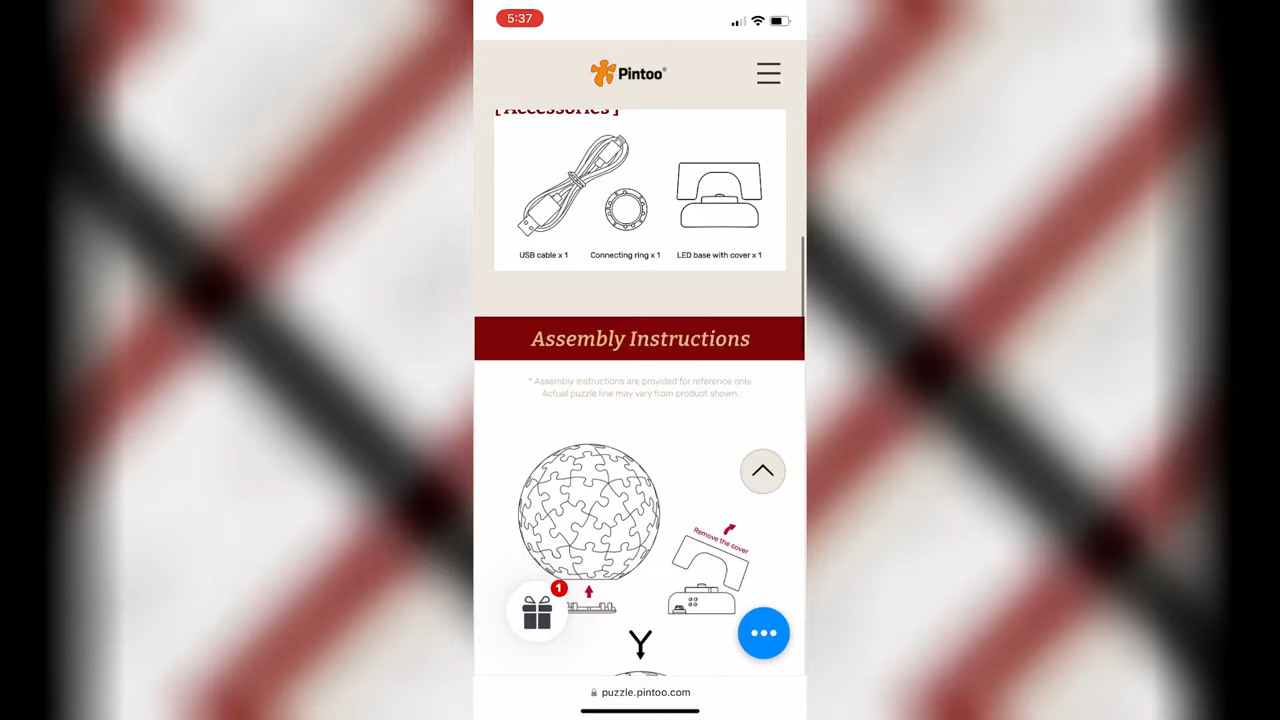 5:37
Pintoo®
[ Accessories ]
USB cable x 1
Connecting ring x 1
LED base with cover x 1
Assembly Instructions
* Assembly instructions are provided for reference only.
Actual puzzle line may vary from product shown.
Remove the cover
1
puzzle.pintoo.com